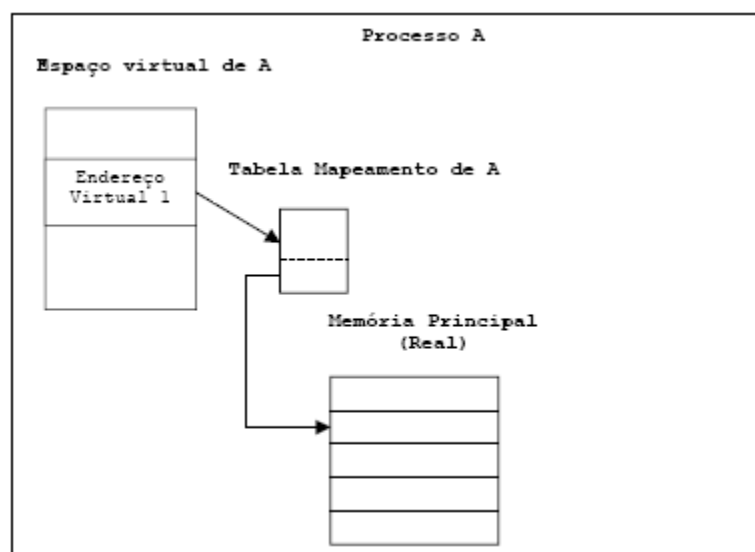 Processo A
Espaço virtual de A
Endereço
Virtual 1
Tabela Mapeamento de A
Memória Principal
(Real)